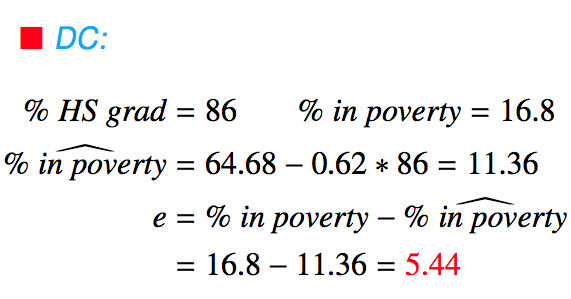 DC:
% HS grad = 86 % in poverty = 16.8
% in poverty = 64.68 − 0.62 * 86 = 11.36
e = % in poverty − % in poverty
= 16.8 − 11.36 = 5.44